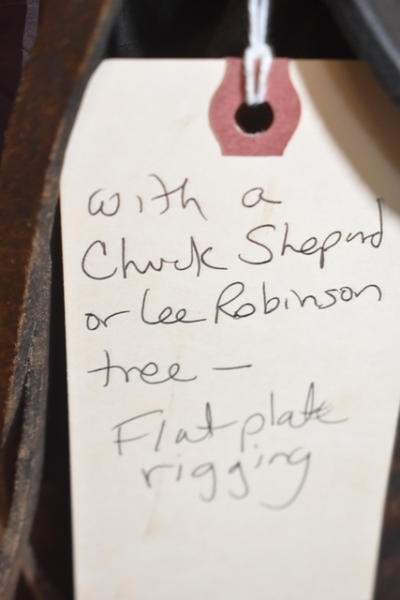 with a
Chuck Shepard
or Lee Robinson
tree —
Flat plate
rigging